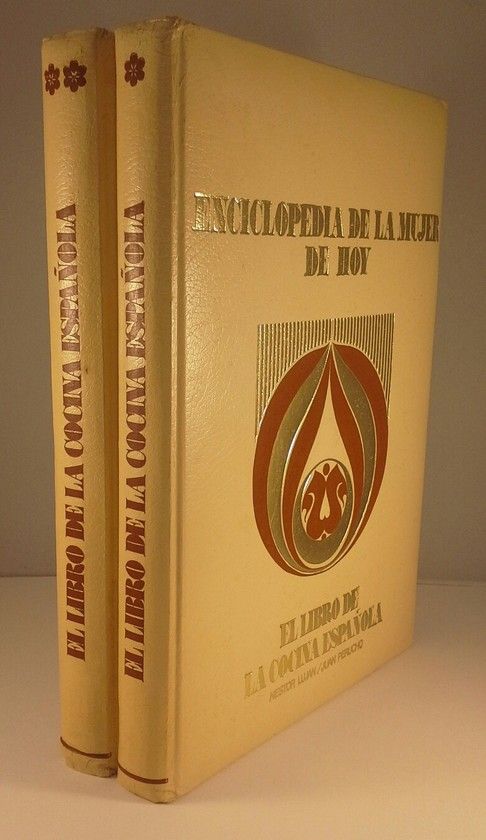 EL LIBRO DE LA COCINA ESPAÑOLA
EL LIBRO DE LA COCINA ESPAÑOLA
ENCICLOPEDIA DE LA MUJER
DE HOY
EL LIBRO DE
LA COCINA ESPAÑOLA
NESTOR LUJAN/JUAN PERUCHO